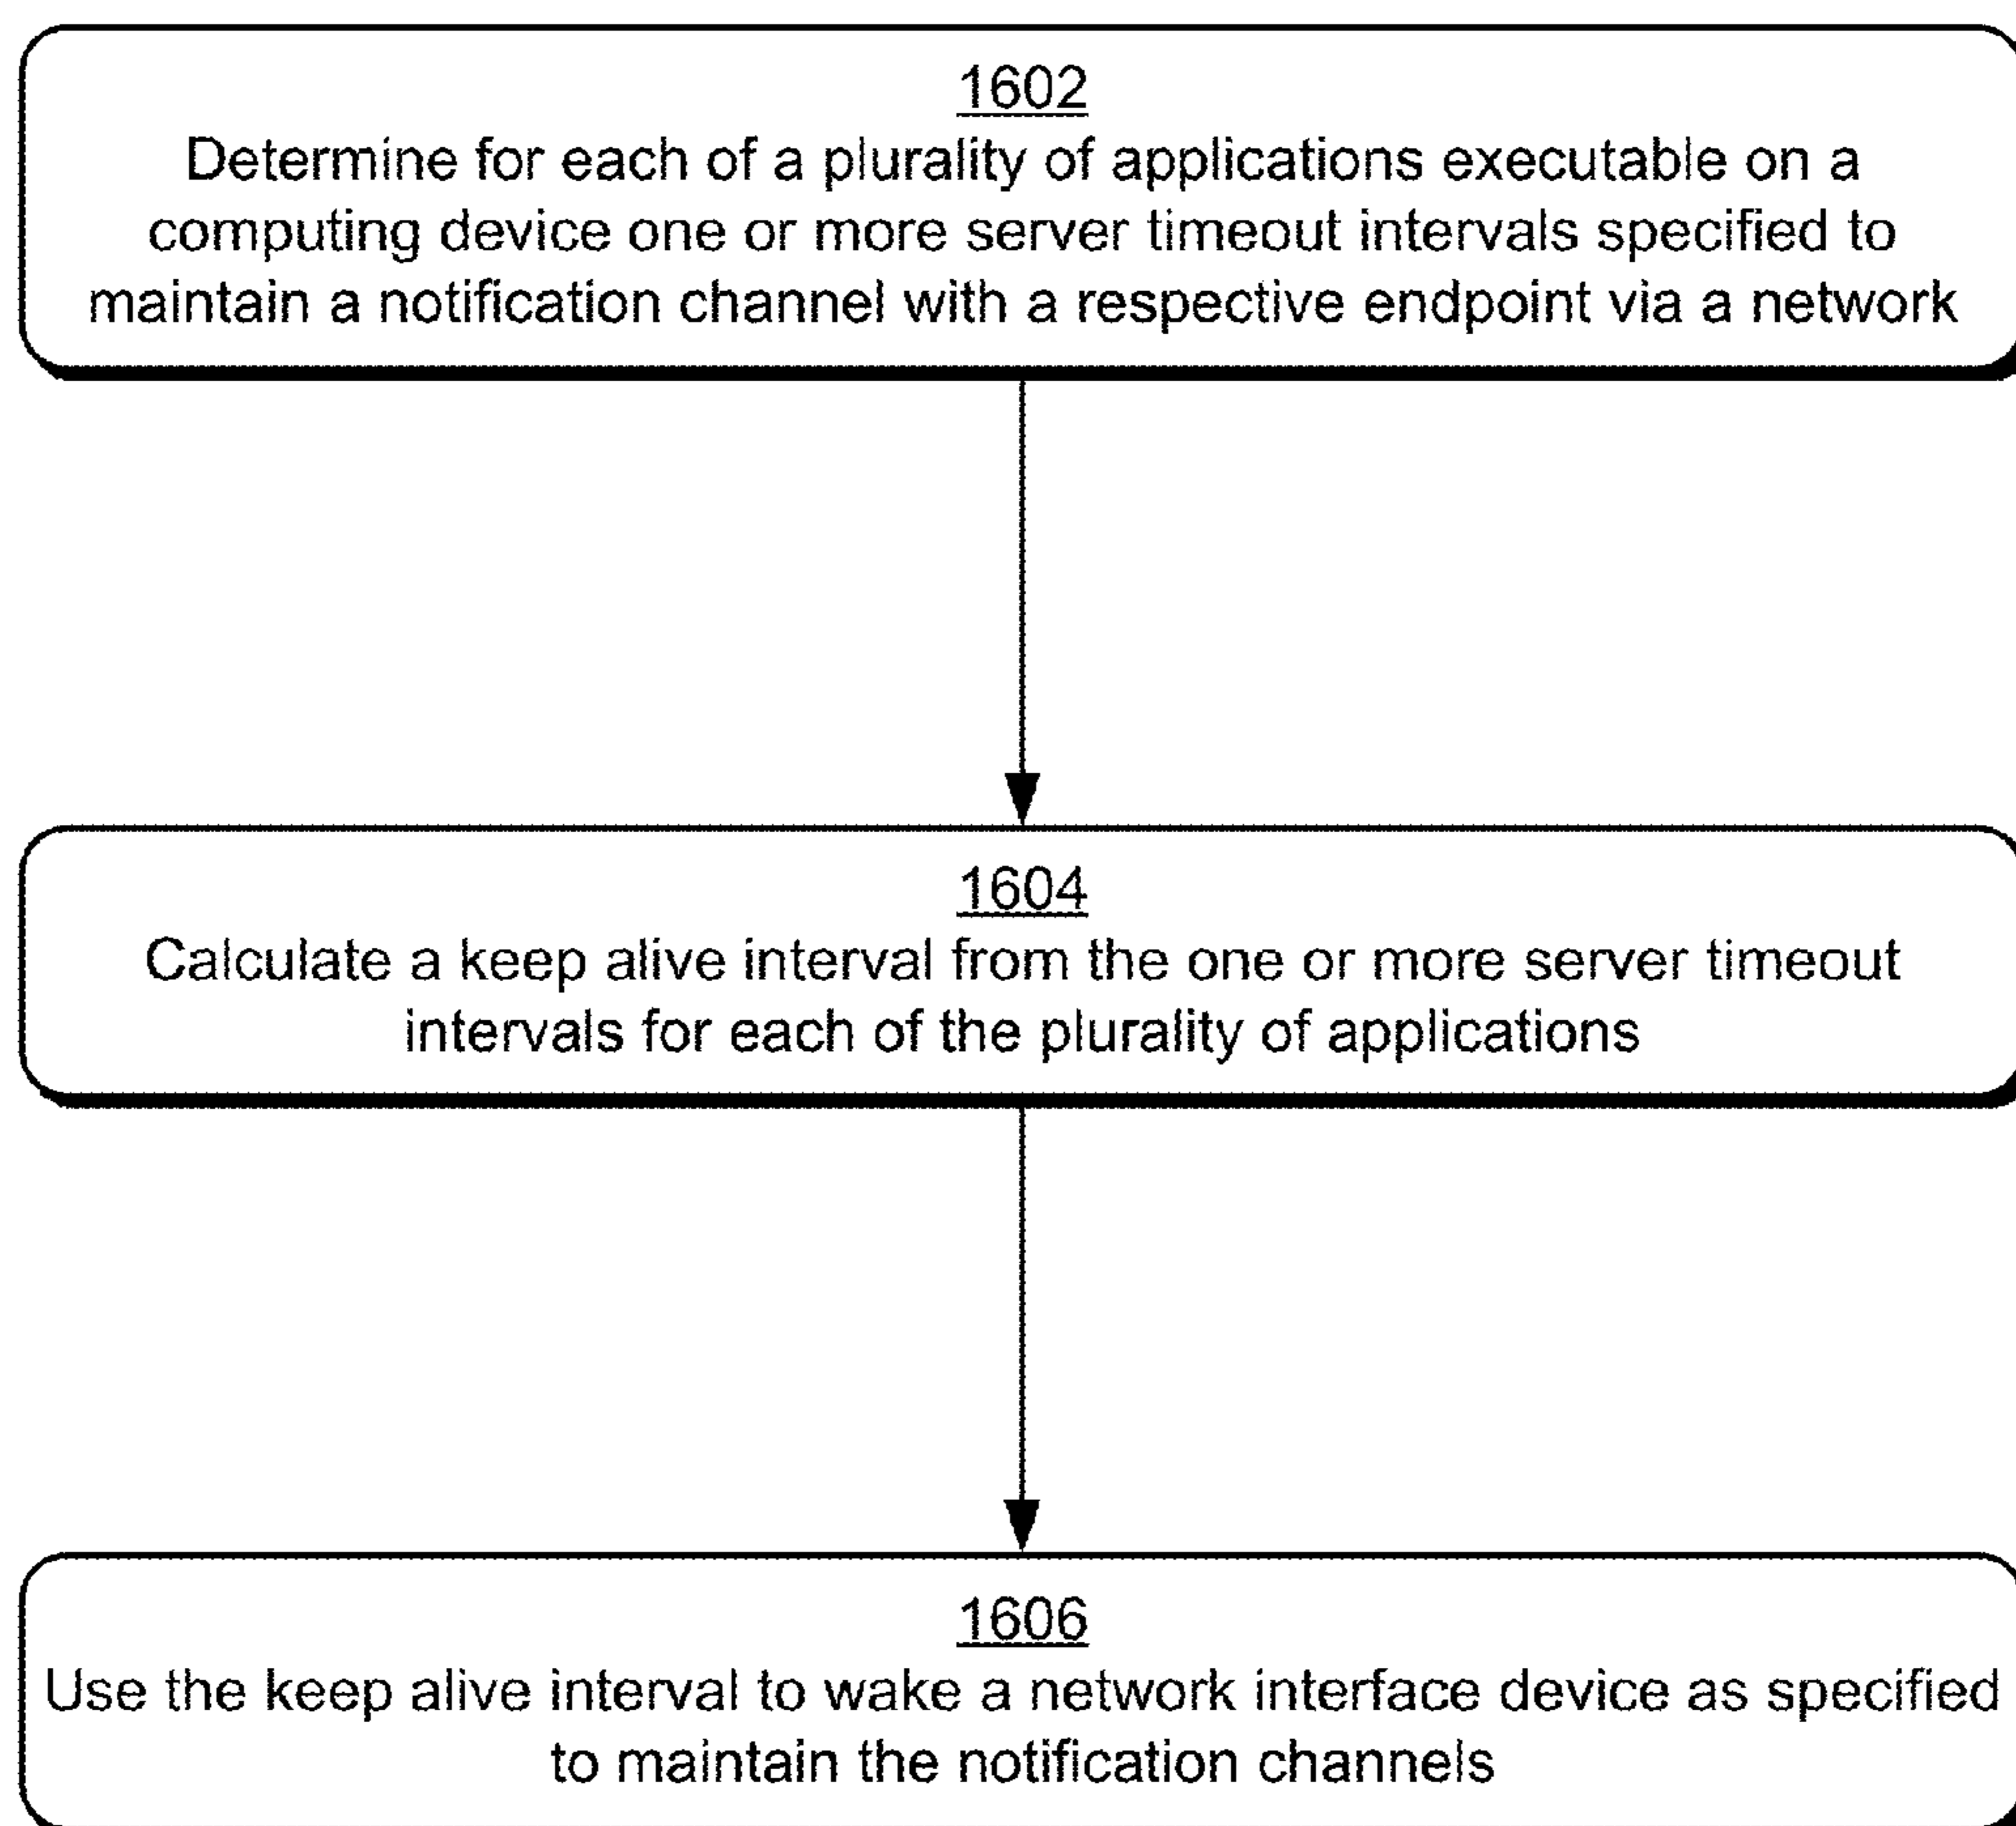 1602
Determine for each of a plurality of applications executable on a
computing device one or more server timeout intervals specified to
maintain a notification channel with a respective endpoint via a network
1604
Calculate a keep alive interval from the one or more server timeout
intervals for each of the plurality of applications
1606
Use the keep alive interval to wake a network interface device as specified
to maintain the notification channels